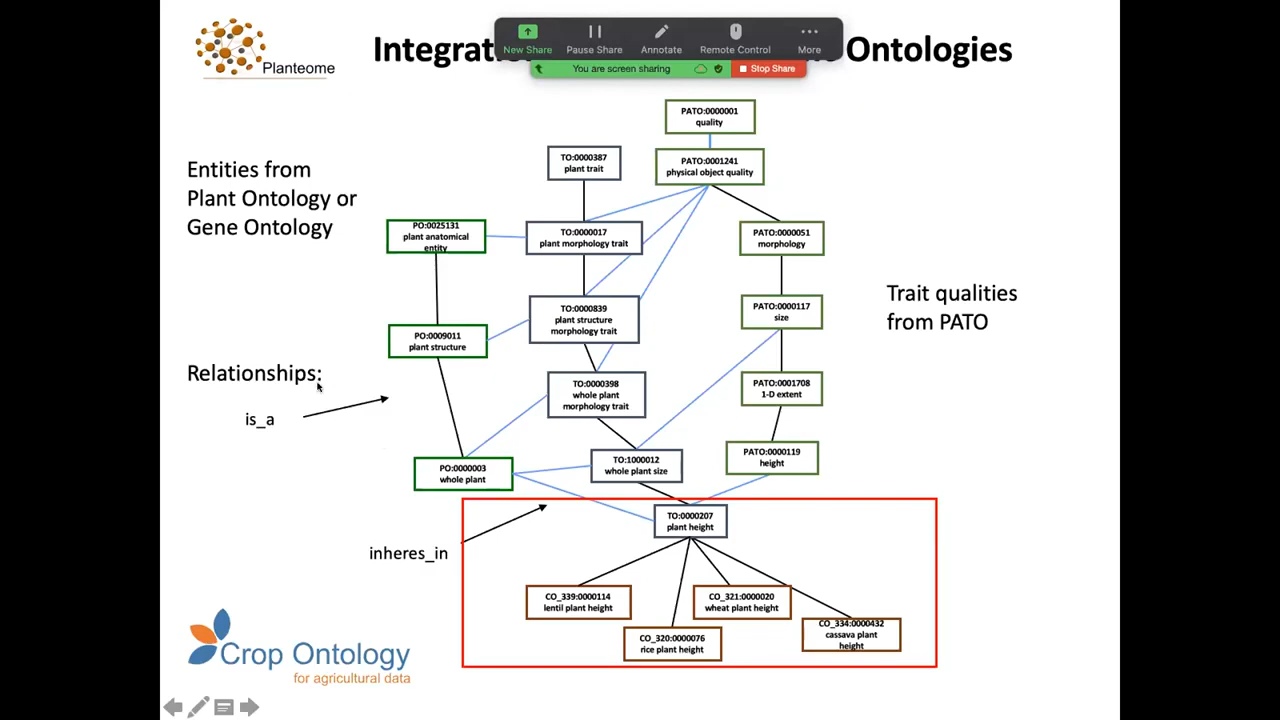 Planteome
Integratio
Ontologies
New Share
Pause Share
Annotate
Remote Control
More
You are screen sharing
Stop Share
Entities from
Plant Ontology or
Gene Ontology
PATO:0000001
quality
TO:0000387
plant trait
PATO:0001241
physical object quality
PO:0025131
plant anatomical
entity
TO:0000017
plant morphology trait
PATO:0000051
morphology
Trait qualities
from PATO
TO:0000839
plant structure
morphology trait
PATO:0000117
size
PO:0009011
plant structure
Relationships:
is_a
TO:0000398
whole plant
morphology trait
PATO:0001708
1-D extent
PO:0000003
whole plant
TO:1000012
whole plant size
PATO:0000119
height
inheres_in
TO:0000207
plant height
CO_339:0000114
lentil plant height
CO_321:0000020
wheat plant height
CO_320:0000076
rice plant height
CO_334:0000432
cassava plant
height
Crop Ontology
for agricultural data